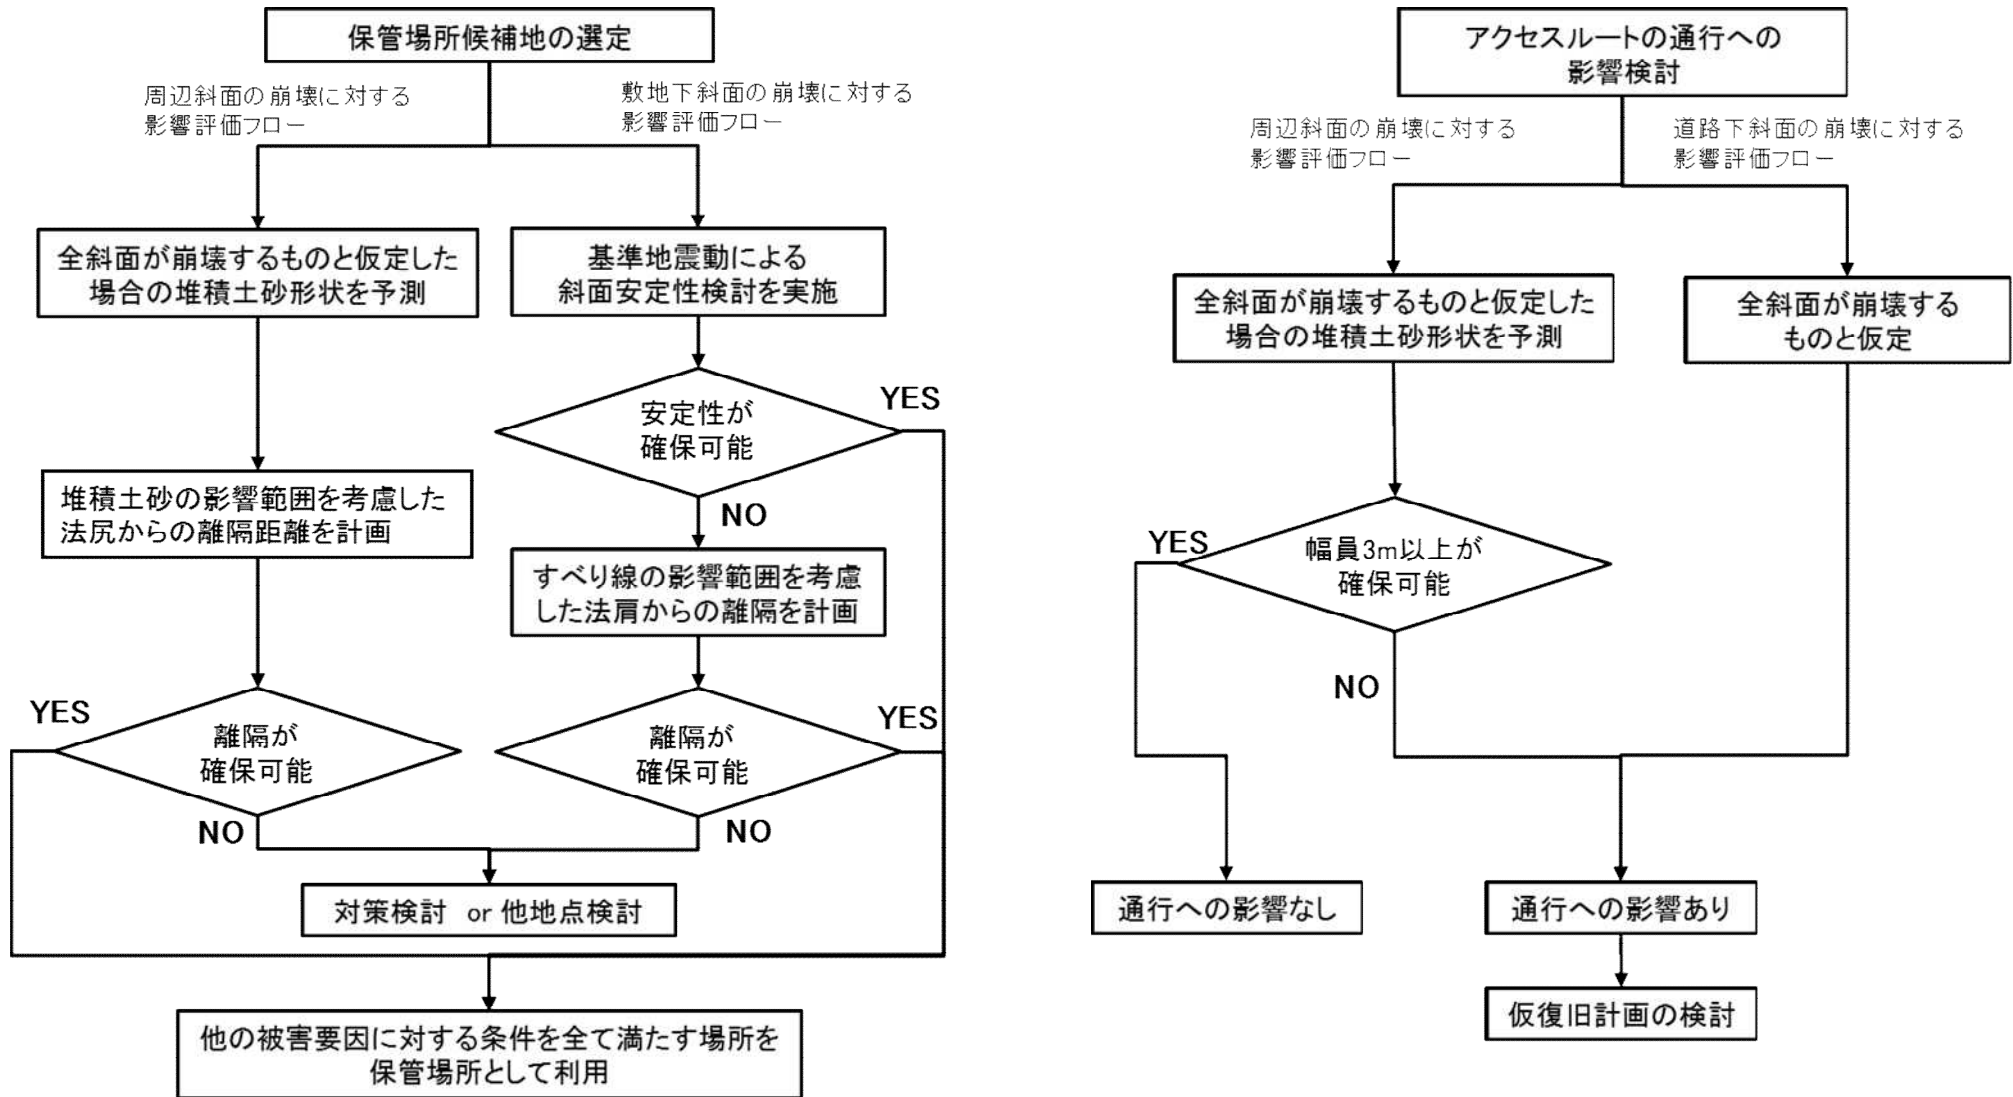 保管場所候補地の選定
周辺斜面の崩壊に対する
影響評価フロー
敷地下斜面の崩壊に対する
影響評価フロー
全斜面が崩壊するものと仮定した
場合の堆積土砂形状を予測
基準地震動による
斜面安定性検討を実施
安定性が
確保可能
YES
NO
堆積土砂の影響範囲を考慮した
法尻からの離隔距離を計画
すべり線の影響範囲を考慮
した法肩からの離隔を計画
YES
離隔が
確保可能
NO
離隔が
確保可能
YES
NO
対策検討 or 他地点検討
他の被害要因に対する条件を全て満たす場所を
保管場所として利用
アクセスルートの通行への
影響検討
周辺斜面の崩壊に対する
影響評価フロー
道路下斜面の崩壊に対する
影響評価フロー
全斜面が崩壊するものと仮定した
場合の堆積土砂形状を予測
全斜面が崩壊する
ものと仮定
YES
幅員3m以上が
確保可能
NO
通行への影響なし
通行への影響あり
仮復旧計画の検討